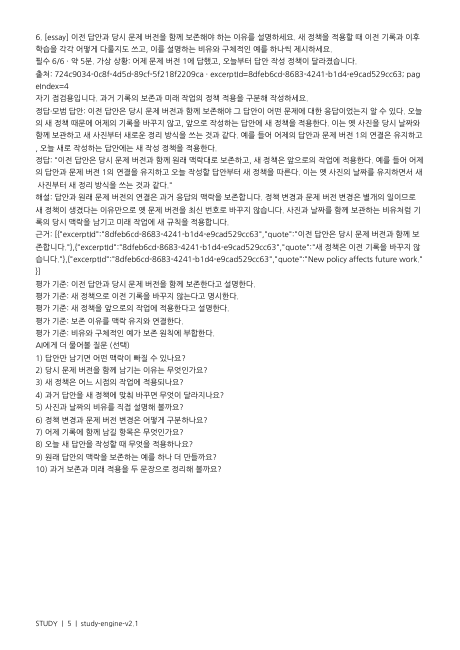 6. [essay] 이전 답안과 당시 문제 버전을 함께 보존해야 하는 이유를 설명하세요. 새 정책을 적용할 때 이전 기록과 이후
학습을 각각 어떻게 다룰지도 쓰고, 이를 설명하는 비유와 구체적인 예를 하나씩 제시하세요.
필수 6/6 · 약 5분. 가상 상황: 어제 문제 버전 1에 답했고, 오늘부터 답안 작성 정책이 달라졌습니다.
출처: 724c9034-0c8f-4d5d-89cf-5f218f2209ca · excerptId=8dfeb6cd-8683-4241-b1d4-e9cad529cc63; pag
eIndex=4
자기 점검용입니다. 과거 기록의 보존과 미래 작업의 정책 적용을 구분해 작성하세요.
정답·모범 답안: 이전 답안은 당시 문제 버전과 함께 보존해야 그 답안이 어떤 문제에 대한 응답이었는지 알 수 있다. 오늘
의 새 정책 때문에 어제의 기록을 바꾸지 않고, 앞으로 작성하는 답안에 새 정책을 적용한다. 이는 옛 사진을 당시 날짜와
함께 보관하고 새 사진부터 새로운 정리 방식을 쓰는 것과 같다. 예를 들어 어제의 답안과 문제 버전 1의 연결은 유지하고
, 오늘 새로 작성하는 답안에는 새 작성 정책을 적용한다.
정답: "이전 답안은 당시 문제 버전과 함께 원래 맥락대로 보존하고, 새 정책은 앞으로의 작업에 적용한다. 예를 들어 어제
의 답안과 버전 1의 연결은 유지하고 오늘 작성할 답안부터 새 정책을 따른다. 이는 옛 사진의 날짜를 유지하면서 새
사진부터 새 정리 방식을 쓰는 것과 같다."
해설: 답안과 원래 문제 버전의 연결은 과거 응답의 맥락을 보존합니다. 정책 변경과 문제 버전 변경은 별개의 일이므로
새 정책이 생겼다는 이유만으로 옛 문제 버전을 최신 번호로 바꾸지 않습니다. 사진과 날짜를 함께 보관하는 비유처럼 기
록의 당시 맥락을 남기고 미래 작업에 새 규칙을 적용합니다.
근거: [{"excerptId":"8dfeb6cd-8683-4241-b1d4-e9cad529cc63","quote":"이전 답안은 당시 문제 버전과 함께 보
존합니다."},{"excerptId":"8dfeb6cd-8683-4241-b1d4-e9cad529cc63","quote":"새 정책은 이전 기록을 바꾸지 않
습니다."},{"excerptId":"8dfeb6cd-8683-4241-b1d4-e9cad529cc63","quote":"New policy affects future work."
}]
평가 기준: 이전 답안과 당시 문제 버전을 함께 보존한다고 설명한다.
평가 기준: 새 정책으로 이전 기록을 바꾸지 않는다고 명시한다.
평가 기준: 새 정책을 앞으로의 작업에 적용한다고 설명한다.
평가 기준: 보존 이유를 맥락 유지와 연결한다.
평가 기준: 비유와 구체적인 예가 보존 원칙에 부합한다.
AI에게 더 물어볼 질문 (선택)
1) 답안만 남기면 어떤 맥락이 빠질 수 있나요?
2) 당시 문제 버전을 함께 남기는 이유는 무엇인가요?
3) 새 정책은 어느 시점의 작업에 적용되나요?
4) 과거 답안을 새 정책에 맞춰 바꾸면 무엇이 달라지나요?
5) 사진과 날짜의 비유를 직접 설명해 볼까요?
6) 정책 변경과 문제 버전 변경은 어떻게 구분하나요?
7) 어제 기록에 함께 남길 항목은 무엇인가요?
8) 오늘 새 답안을 작성할 때 무엇을 적용하나요?
9) 원래 답안의 맥락을 보존하는 예를 하나 더 만들까요?
10) 과거 보존과 미래 적용을 두 문장으로 정리해 볼까요?
STUDY | 5 | study-engine-v2.1